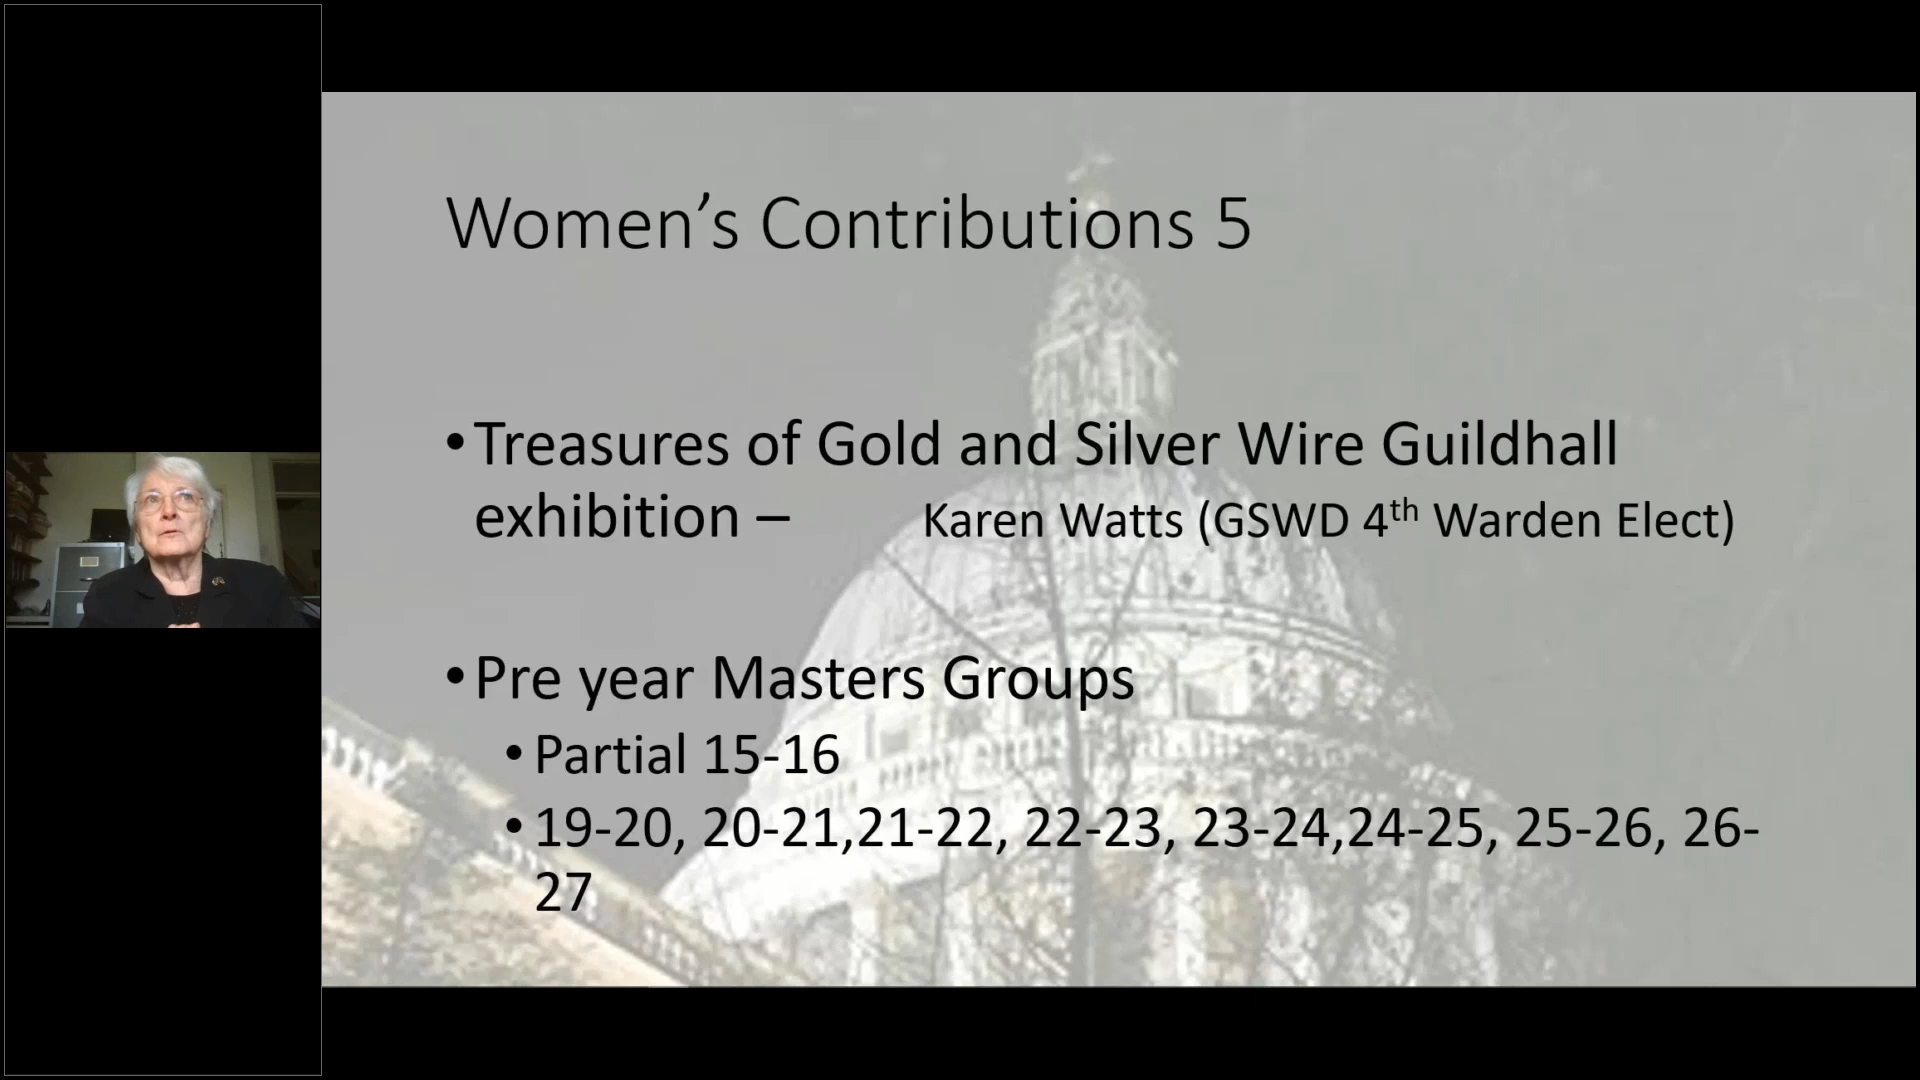 Women’s Contributions 5
•Treasures of Gold and Silver Wire Guildhall
exhibition – Karen Watts (GSWD 4th Warden Elect)
•Pre year Masters Groups
•Partial 15-16
•19-20, 20-21,21-22, 22-23, 23-24,24-25, 25-26, 26-
27